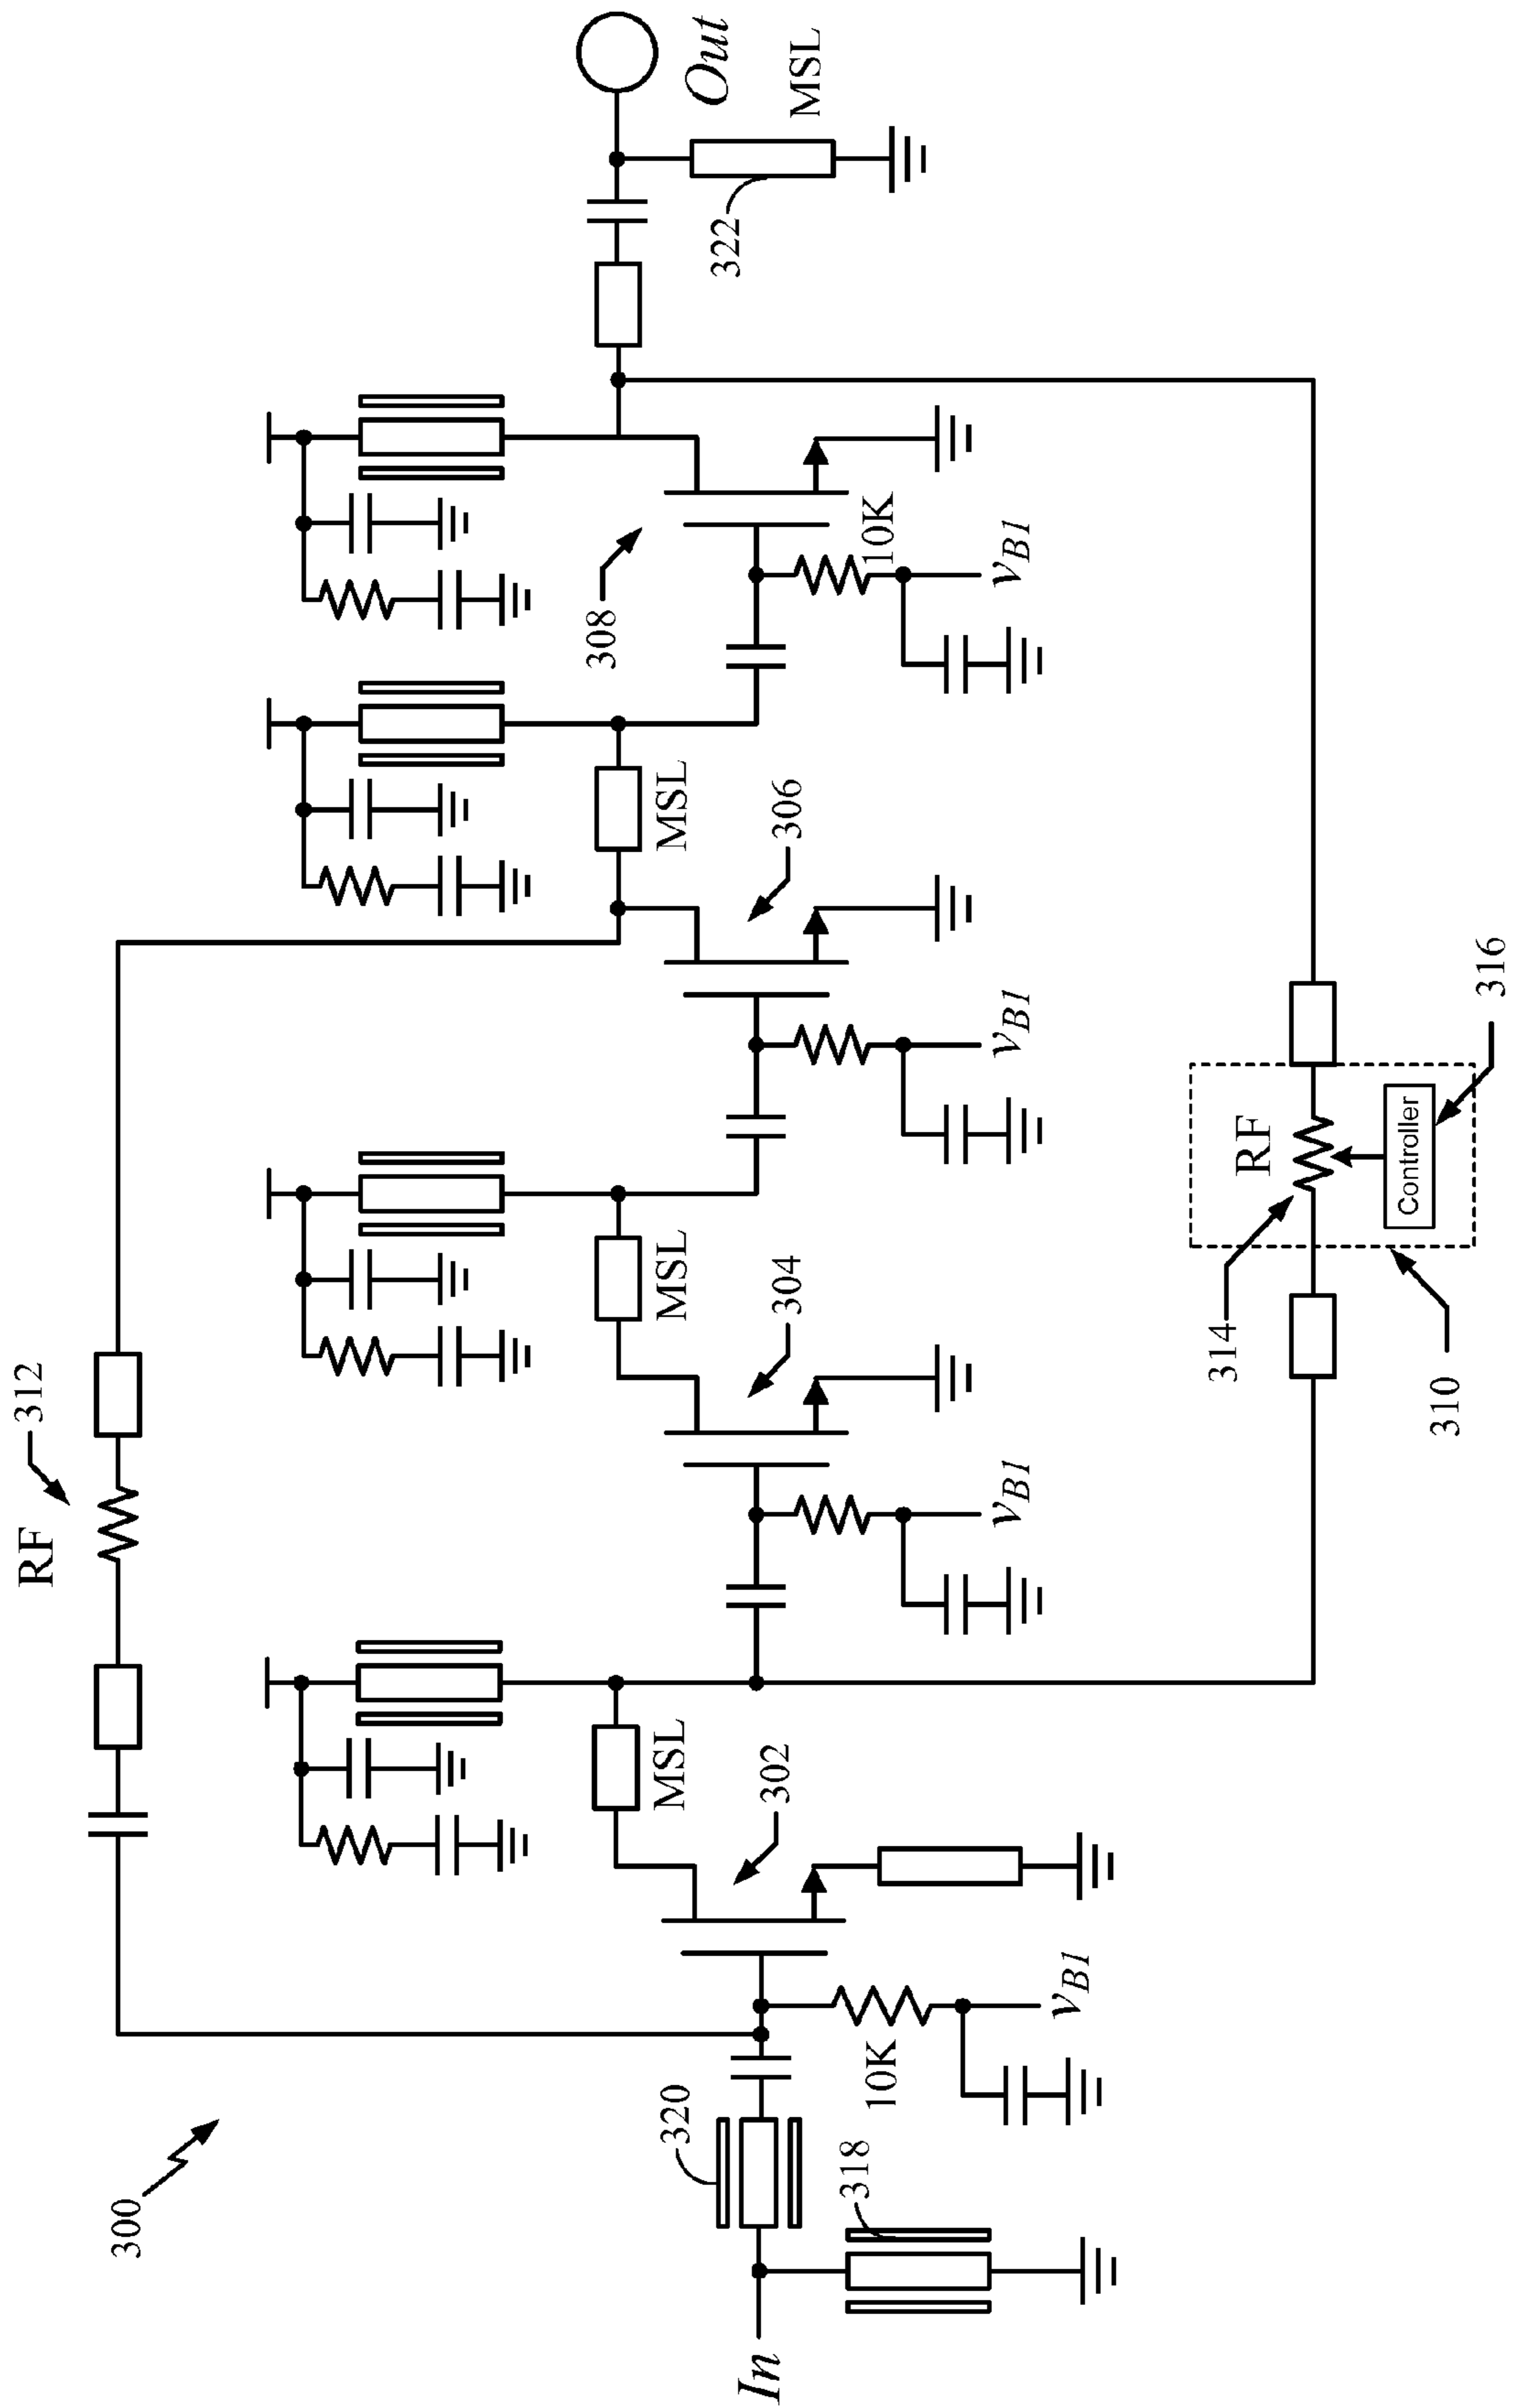 300
RF
312
In
318
320
10K
VB1
302
MSL
VB1
304
MSL
VB1
306
MSL
308
10K
VB1
Out
MSL
322
314
RF
Controller
316
310